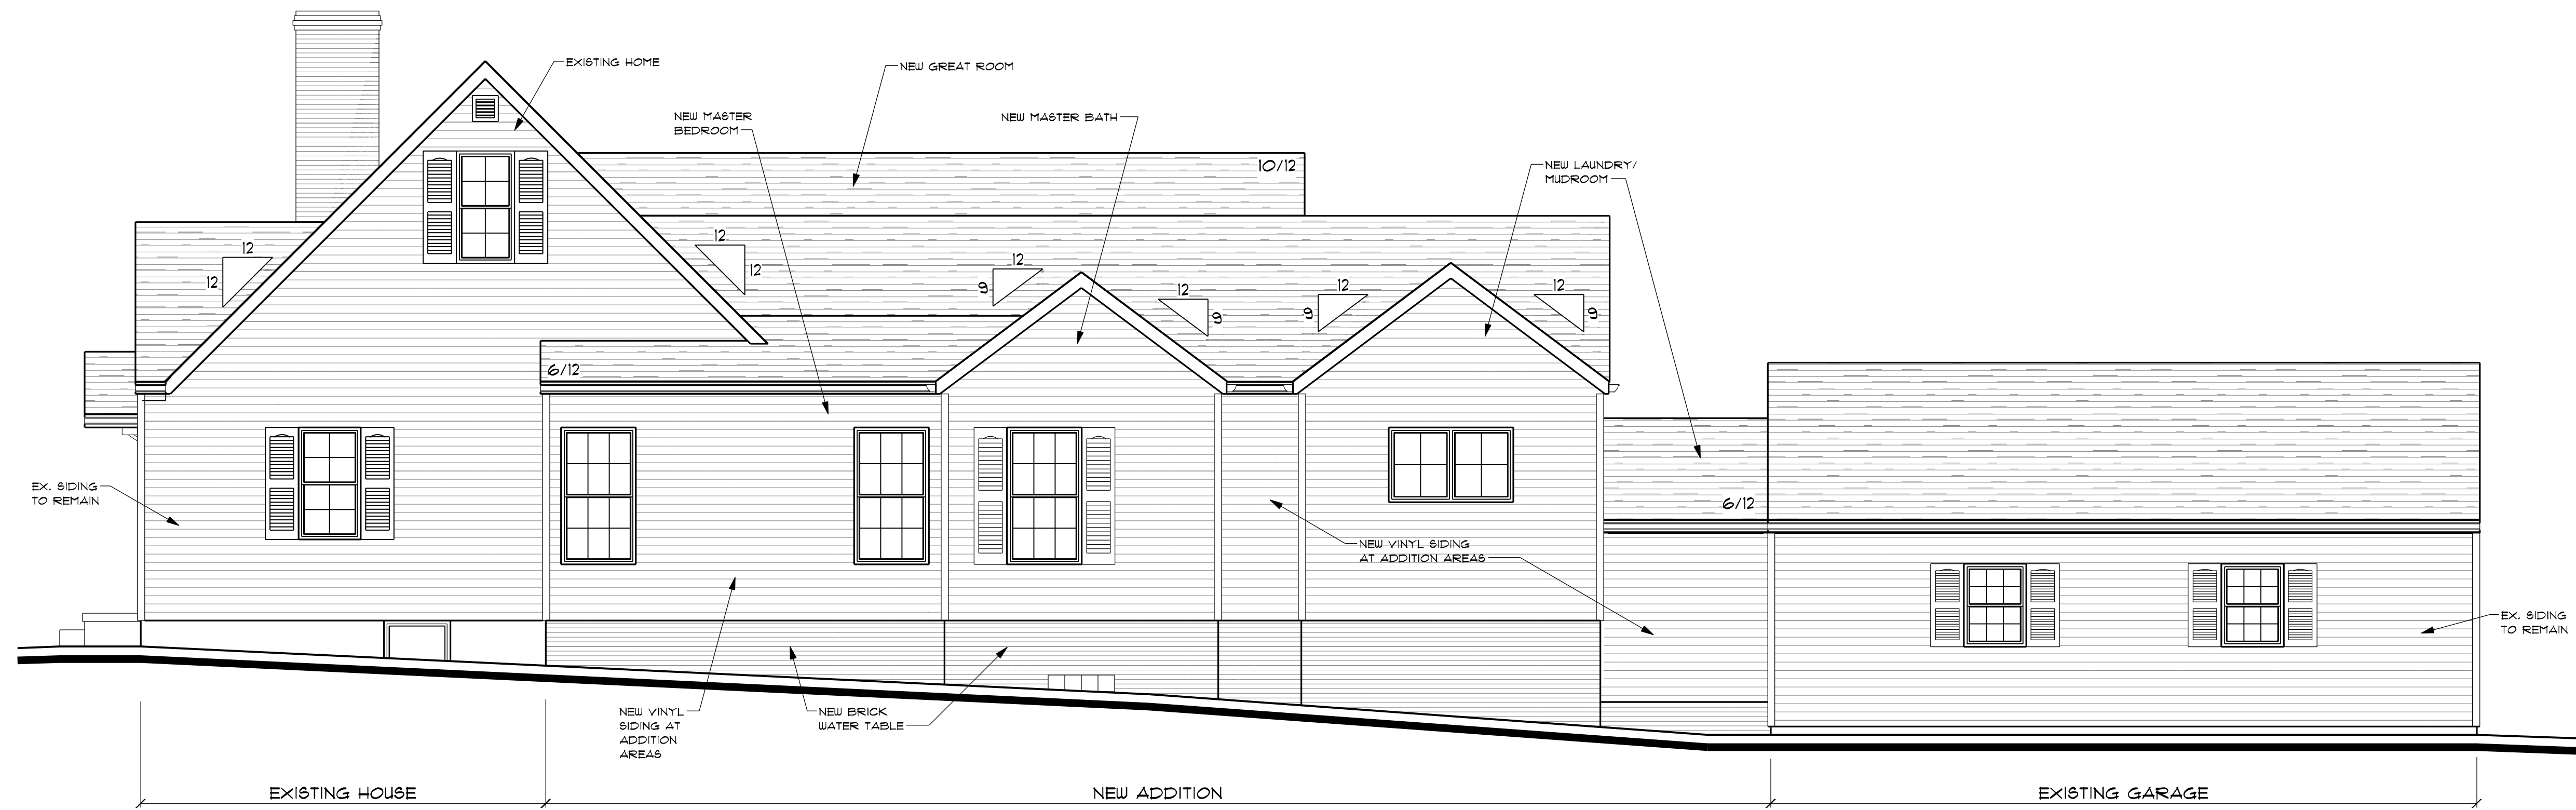 EXISTING HOME
NEW GREAT ROOM
NEW MASTER
BEDROOM
NEW MASTER BATH
10/12
NEW LAUNDRY/
MUDROOM
12
12
12
12
12
9
12
9
12
9
12
9
6/12
EX. SIDING
TO REMAIN
6/12
NEW VINYL SIDING
AT ADDITION AREAS
EX. SIDING
TO REMAIN
NEW VINYL
SIDING AT
ADDITION
AREAS
NEW BRICK
WATER TABLE
EXISTING HOUSE
NEW ADDITION
EXISTING GARAGE